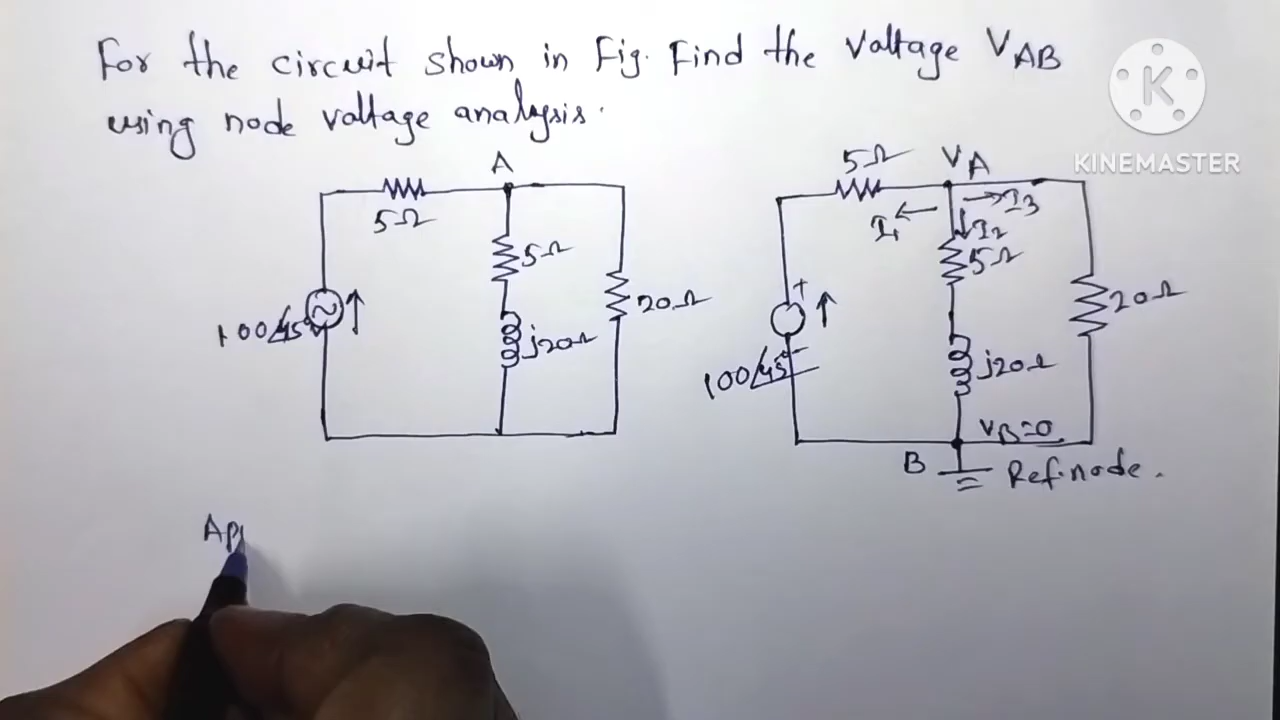 For the circuit shown in Fig. Find the Voltage VAB
using node voltage analysis.
KINEMASTER
A
5Ω
5Ω
j20Ω
20Ω
100∠45°
5Ω
VA
I1
I2
I3
5Ω
j20Ω
20Ω
+
-
100∠45°
VB=0
B
Ref.node.
Ap